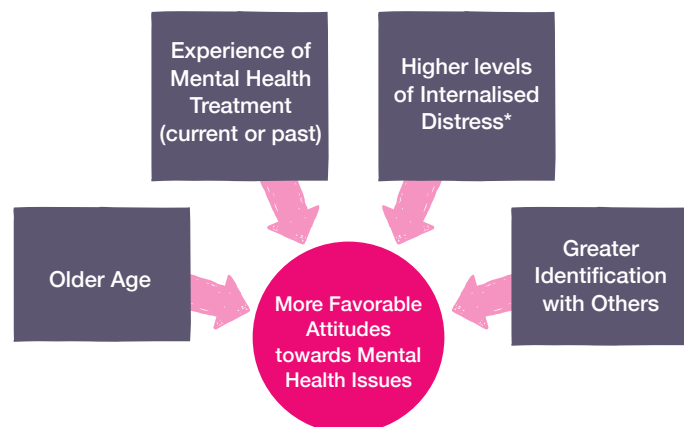 Experience of
Mental Health
Treatment
(current or past)
Higher levels
of Internalised
Distress*
Older Age
Greater
Identification
with Others
More Favorable
Attitudes
towards Mental
Health Issues